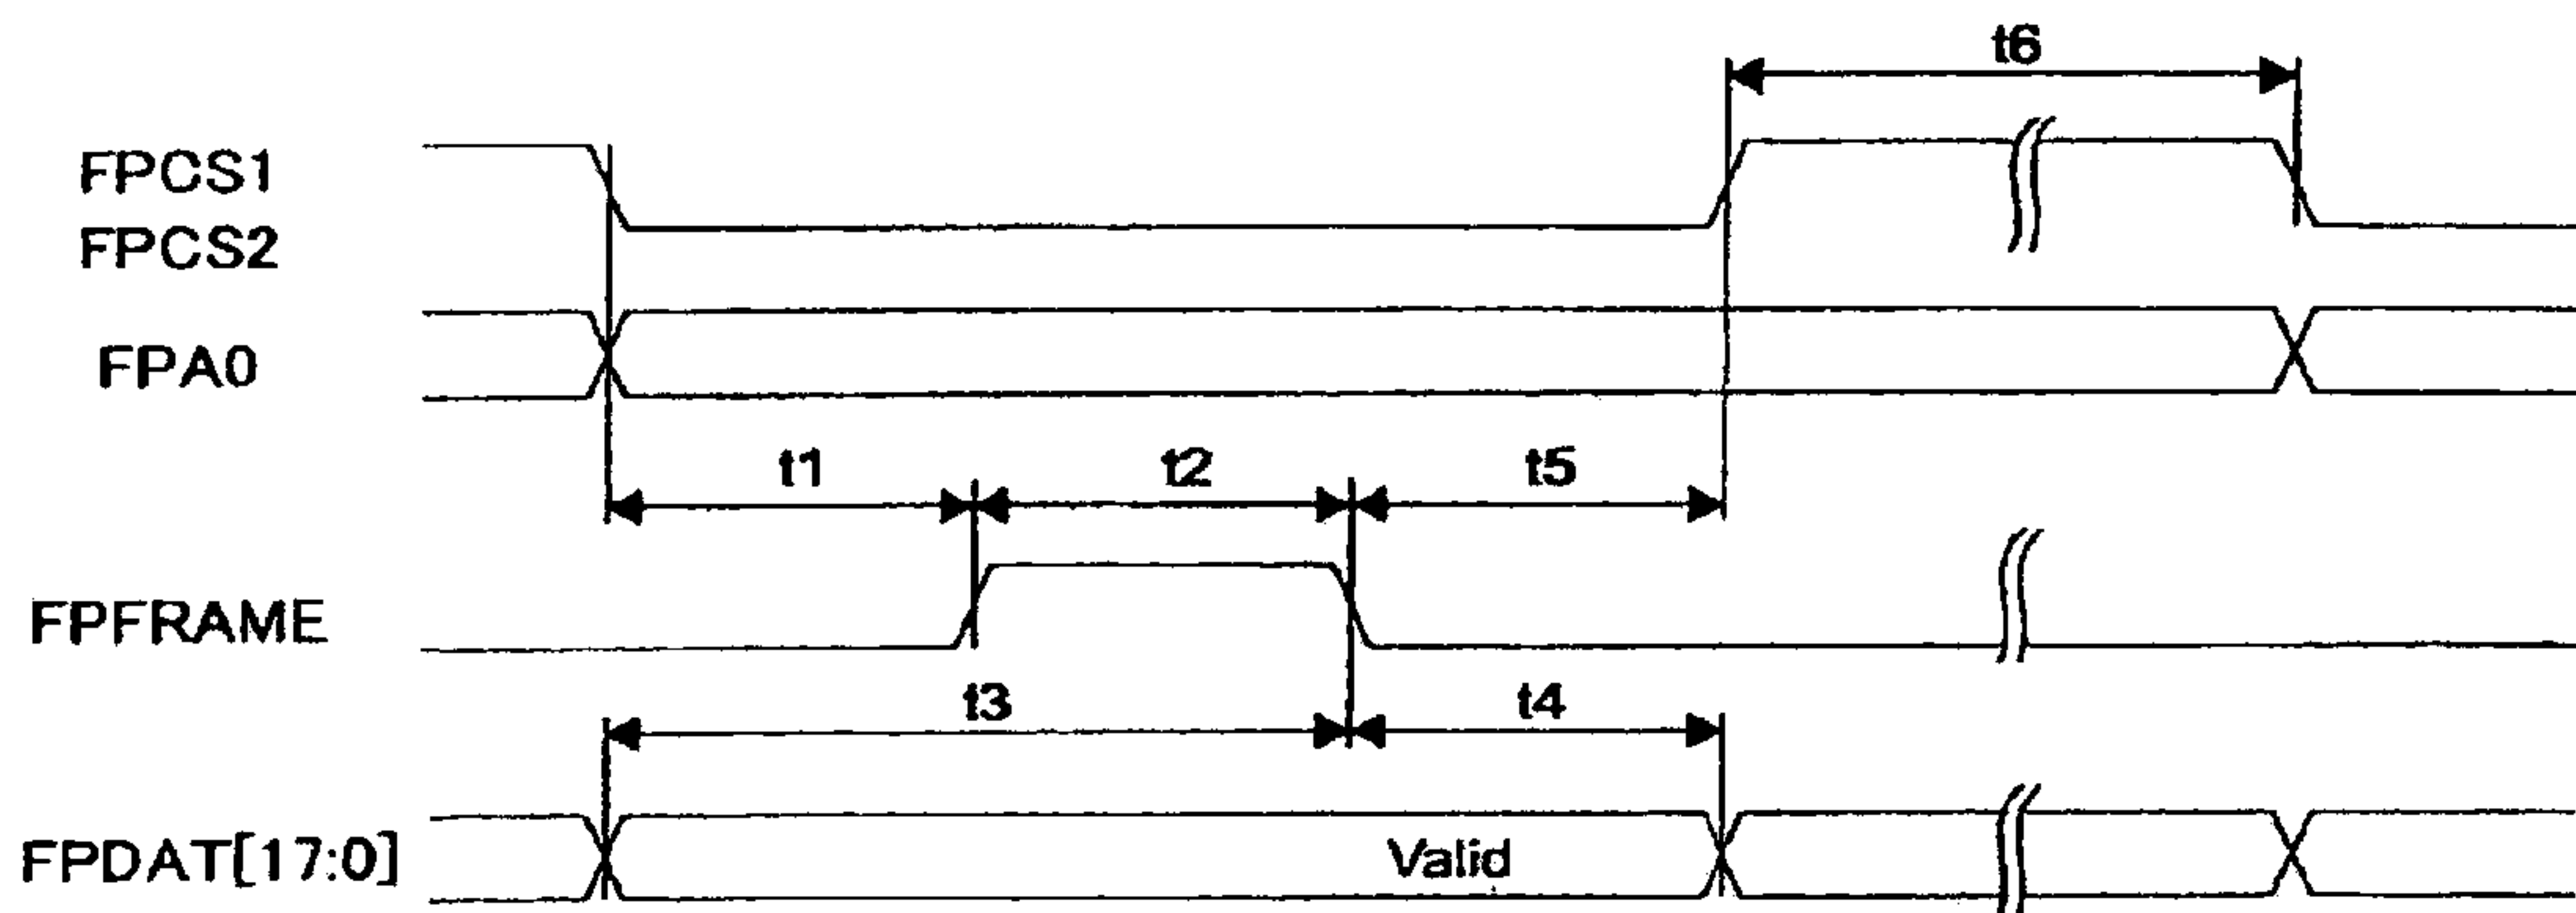 t6
FPCS1
FPCS2
FPA0
t1 t2 t5
FPFRAME
t3 t4
FPDAT[17:0] Valid